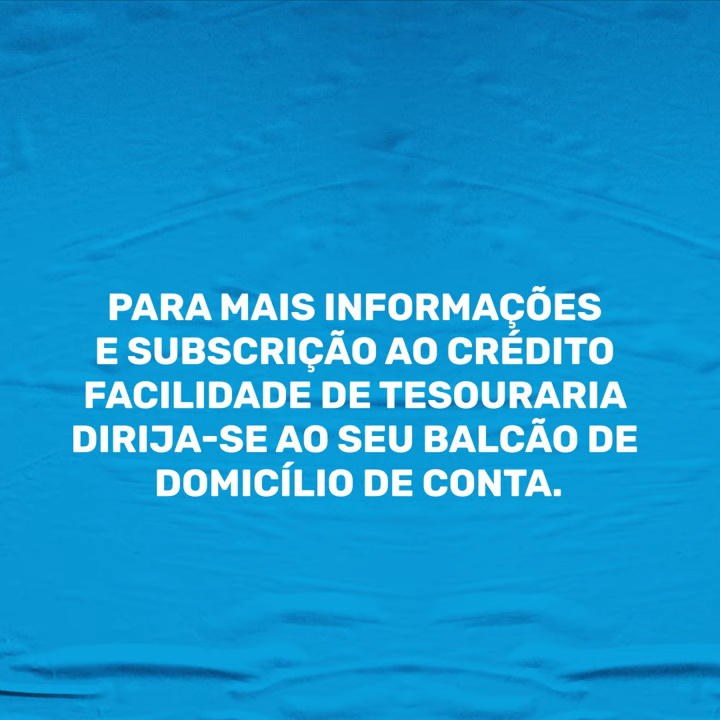 PARA MAIS INFORMAÇÕES
E SUBSCRIÇÃO AO CRÉDITO
FACILIDADE DE TESOURARIA
DIRIJA-SE AO SEU BALCÃO DE
DOMICÍLIO DE CONTA.